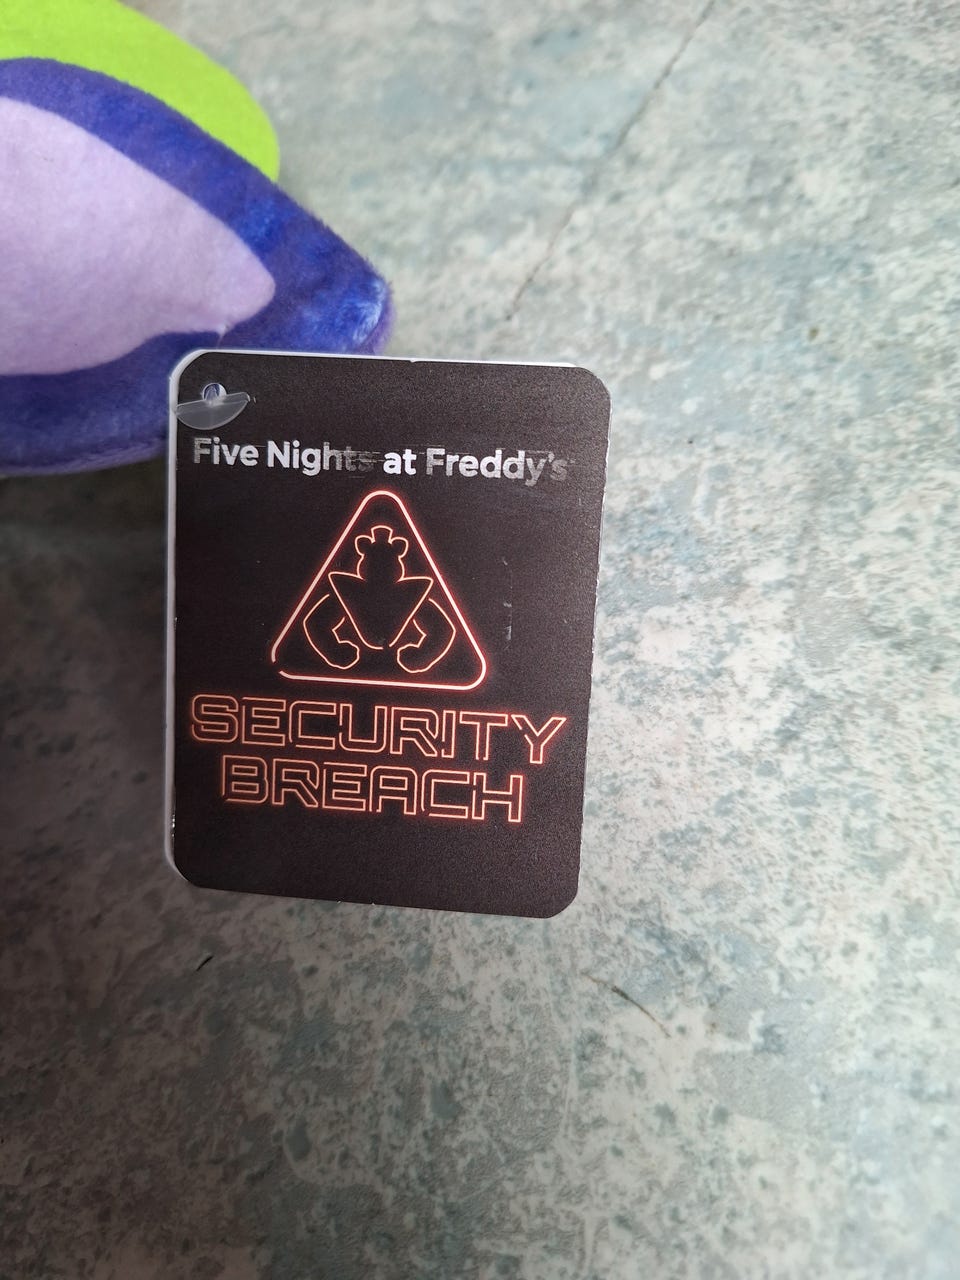 Five Nights at Freddy's
SECURITY
BREACH